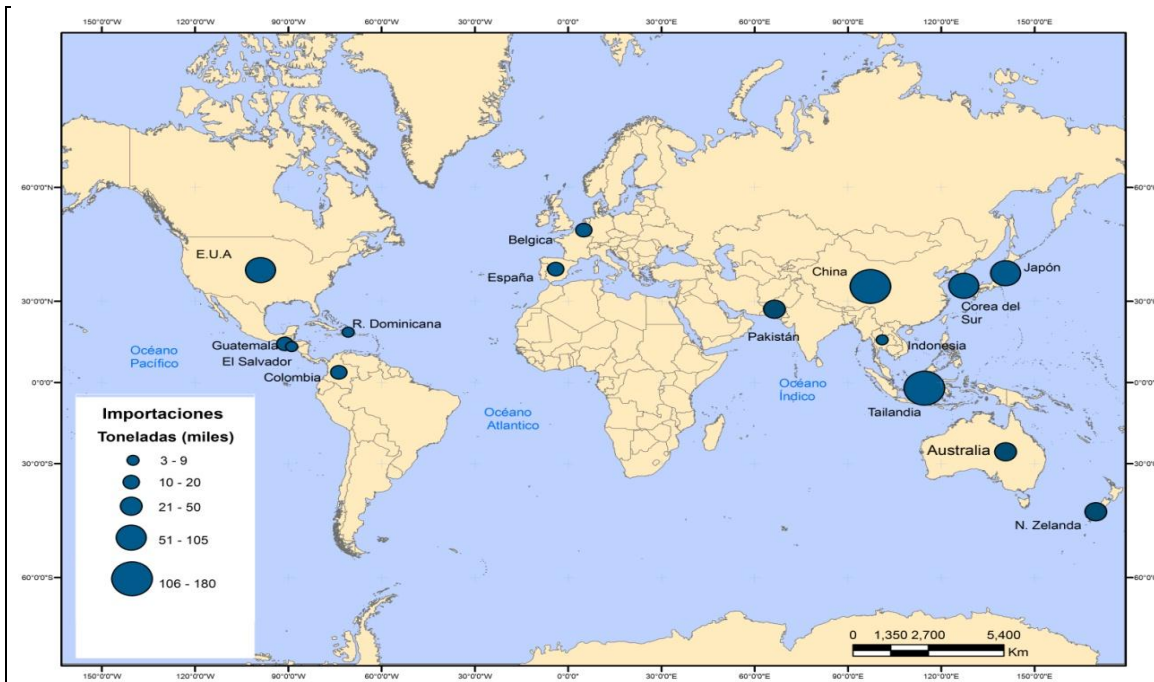 150°0'0"W 120°0'0"W 90°0'0"W 60°0'0"W 30°0'0"W 0°0'0" 30°0'0"E 60°0'0"E 90°0'0"E 120°0'0"E 150°0'0"E
60°0'0"N 60°0'0"N
Belgica
E.U.A
España
China
Japón
30°0'0"N 30°0'0"N
Corea del
Sur
R. Dominicana
Pakistán
Guatemala
Indonesia
El Salvador
Océano
Pacífico
Colombia
0°0'0" 0°0'0"
Océano
Índico
Océano
Atlantico
Tailandia
Importaciones
Toneladas (miles)
3 - 9
10 - 20
21 - 50
51 - 105
106 - 180
Australia
30°0'0"S 30°0'0"S
N. Zelanda
60°0'0"S 60°0'0"S
0 1,350 2,700 5,400
Km
150°0'0"W 120°0'0"W 90°0'0"W 60°0'0"W 30°0'0"W 0°0'0" 30°0'0"E 60°0'0"E 90°0'0"E 120°0'0"E 150°0'0"E